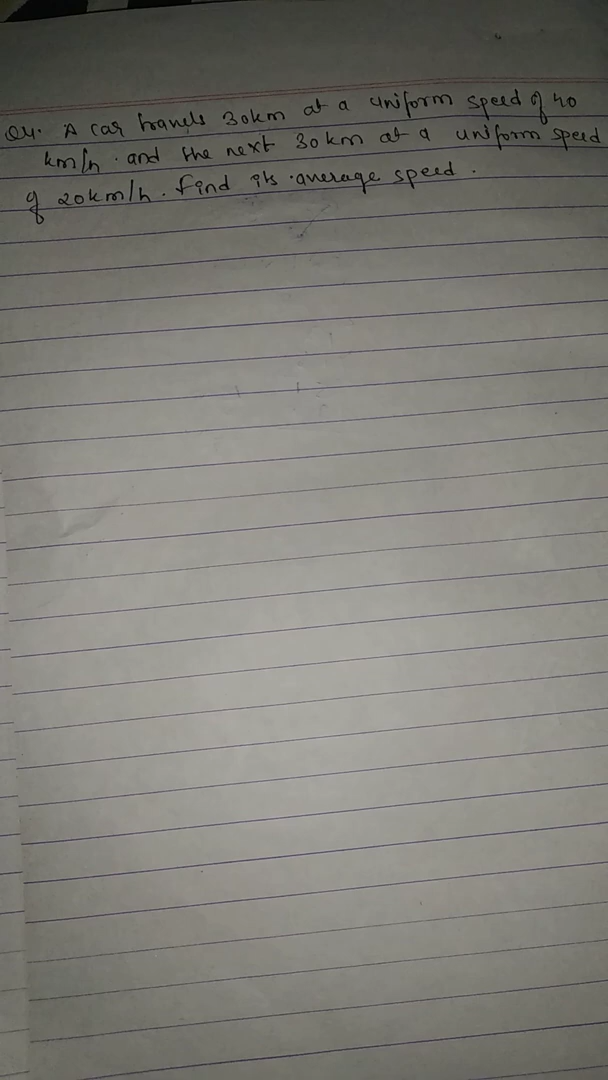 Q4. A car travels 30km at a uniform speed of 40
km/h. and the next 30km at a uniform speed
of 20km/h. Find its average speed.